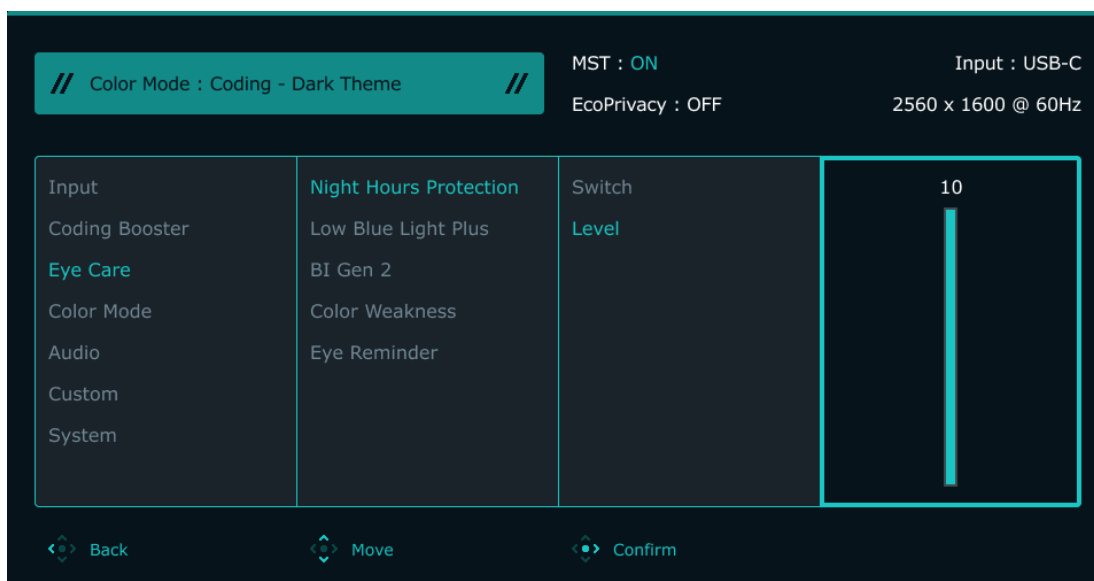 // Color Mode : Coding - Dark Theme //
MST : ON
Input : USB-C
EcoPrivacy : OFF
2560 x 1600 @ 60Hz
Input
Coding Booster
Eye Care
Color Mode
Audio
Custom
System
Night Hours Protection
Low Blue Light Plus
BI Gen 2
Color Weakness
Eye Reminder
Switch
Level
10
Back
Move
Confirm